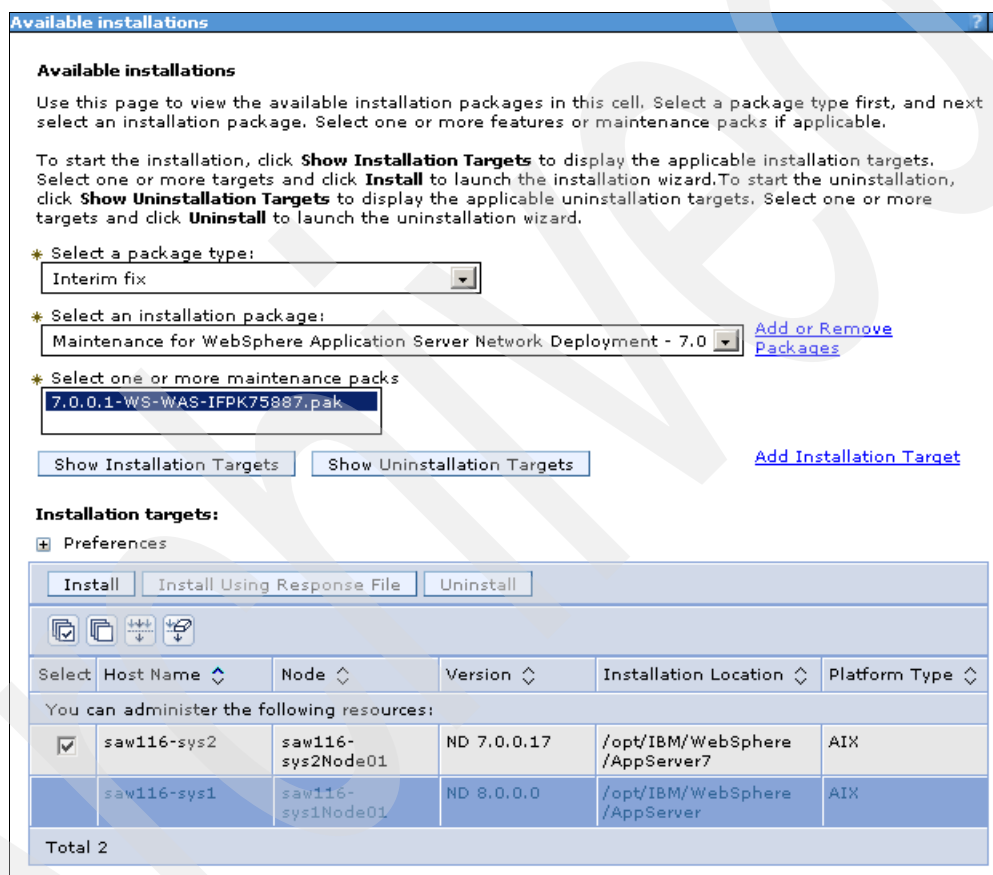 Available installations ?
Available installations
Use this page to view the available installation packages in this cell. Select a package type first, and next
select an installation package. Select one or more features or maintenance packs if applicable.
To start the installation, click Show Installation Targets to display the applicable installation targets.
Select one or more targets and click Install to launch the installation wizard.To start the uninstallation,
click Show Uninstallation Targets to display the applicable uninstallation targets. Select one or more
targets and click Uninstall to launch the uninstallation wizard.
* Select a package type:
Interim fix
* Select an installation package:
Maintenance for WebSphere Application Server Network Deployment - 7.0
Add or Remove
Packages
* Select one or more maintenance packs
7.0.0.1-WS-WAS-IFPK75887.pak
Show Installation Targets Show Uninstallation Targets Add Installation Target
Installation targets:
Preferences
Install Install Using Response File Uninstall
Select Host Name Node Version Installation Location Platform Type
You can administer the following resources:
saw116-sys2 saw116- ND 7.0.0.17 /opt/IBM/WebSphere AIX
sys2Node01 /AppServer7
saw116-sys1 saw116- ND 8.0.0.0 /opt/IBM/WebSphere AIX
sys1Node01 /AppServer
Total 2